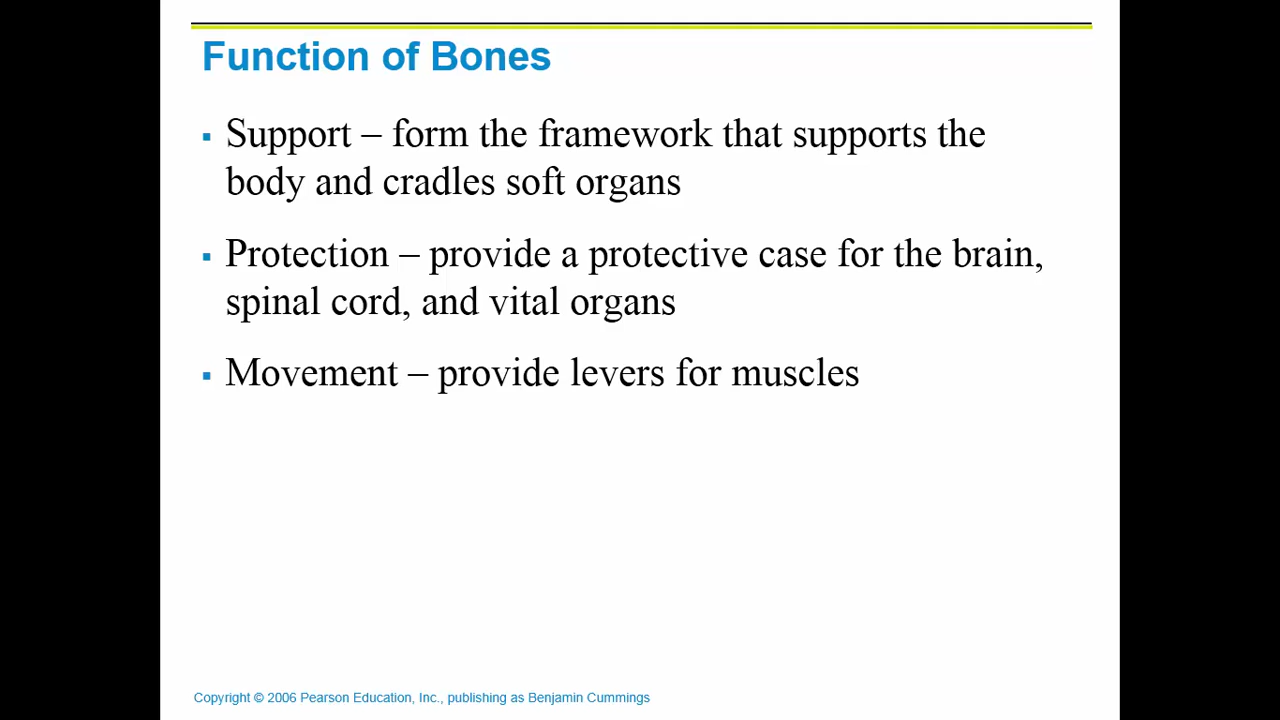 Function of Bones
▪ Support – form the framework that supports the
body and cradles soft organs
▪ Protection – provide a protective case for the brain,
spinal cord, and vital organs
▪ Movement – provide levers for muscles
Copyright © 2006 Pearson Education, Inc., publishing as Benjamin Cummings